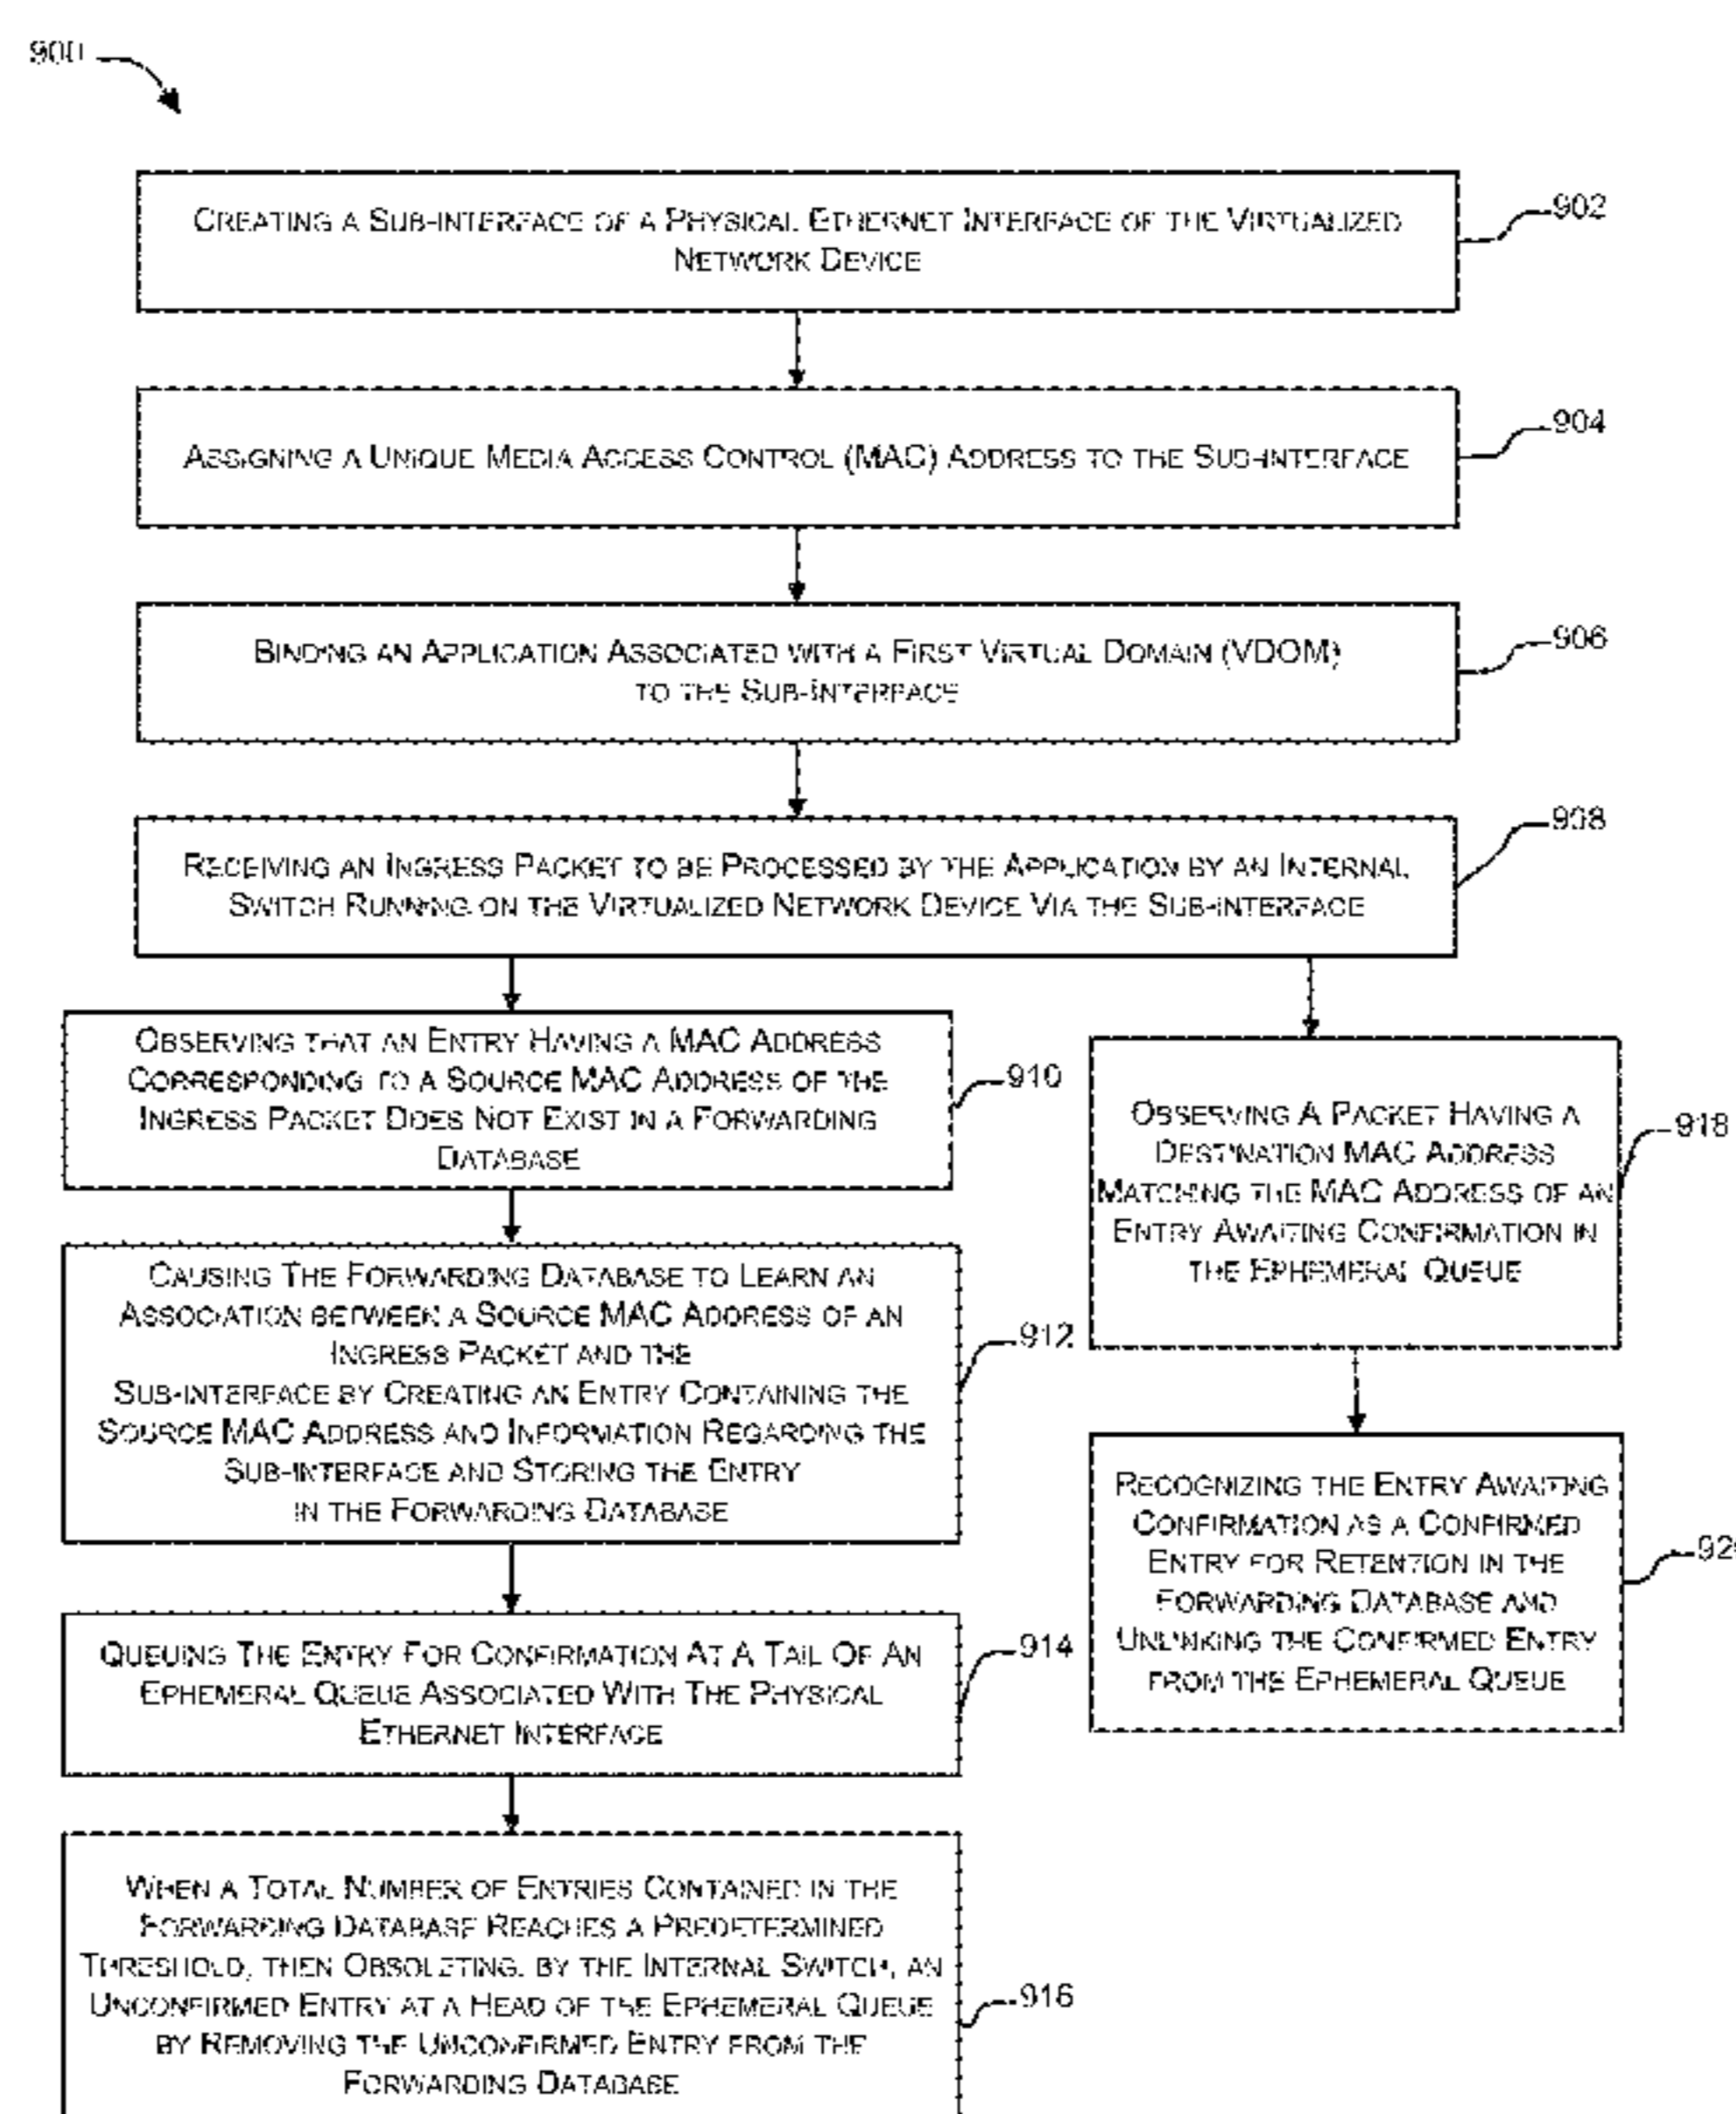 900
CREATING A SUB-INTERFACE OF A PHYSICAL ETHERNET INTERFACE OF THE VIRTUALIZED
NETWORK DEVICE
902
ASSIGNING A UNIQUE MEDIA ACCESS CONTROL (MAC) ADDRESS TO THE SUB-INTERFACE
904
BINDING AN APPLICATION ASSOCIATED WITH A FIRST VIRTUAL DOMAIN (VDOM)
TO THE SUB-INTERFACE
906
RECEIVING AN INGRESS PACKET TO BE PROCESSED BY THE APPLICATION BY AN INTERNAL
SWITCH RUNNING ON THE VIRTUALIZED NETWORK DEVICE VIA THE SUB-INTERFACE
908
OBSERVING THAT AN ENTRY HAVING A MAC ADDRESS
CORRESPONDING TO A SOURCE MAC ADDRESS OF THE
INGRESS PACKET DOES NOT EXIST IN A FORWARDING
DATABASE
910
CAUSING THE FORWARDING DATABASE TO LEARN AN
ASSOCIATION BETWEEN A SOURCE MAC ADDRESS OF AN
INGRESS PACKET AND THE
SUB-INTERFACE BY CREATING AN ENTRY CONTAINING THE
SOURCE MAC ADDRESS AND INFORMATION REGARDING THE
SUB-INTERFACE AND STORING THE ENTRY
IN THE FORWARDING DATABASE
912
QUEUING THE ENTRY FOR CONFIRMATION AT A TAIL OF AN
EPHEMERAL QUEUE ASSOCIATED WITH THE PHYSICAL
ETHERNET INTERFACE
914
WHEN A TOTAL NUMBER OF ENTRIES CONTAINED IN THE
FORWARDING DATABASE REACHES A PREDETERMINED
THRESHOLD, THEN OBSOLETING, BY THE INTERNAL SWITCH, AN
UNCONFIRMED ENTRY AT A HEAD OF THE EPHEMERAL QUEUE
BY REMOVING THE UNCONFIRMED ENTRY FROM THE
FORWARDING DATABASE
916
OBSERVING A PACKET HAVING A
DESTINATION MAC ADDRESS
MATCHING THE MAC ADDRESS OF AN
ENTRY AWAITING CONFIRMATION IN
THE EPHEMERAL QUEUE
918
RECOGNIZING THE ENTRY AWAITING
CONFIRMATION AS A CONFIRMED
ENTRY FOR RETENTION IN THE
FORWARDING DATABASE AND
UNLINKING THE CONFIRMED ENTRY
FROM THE EPHEMERAL QUEUE